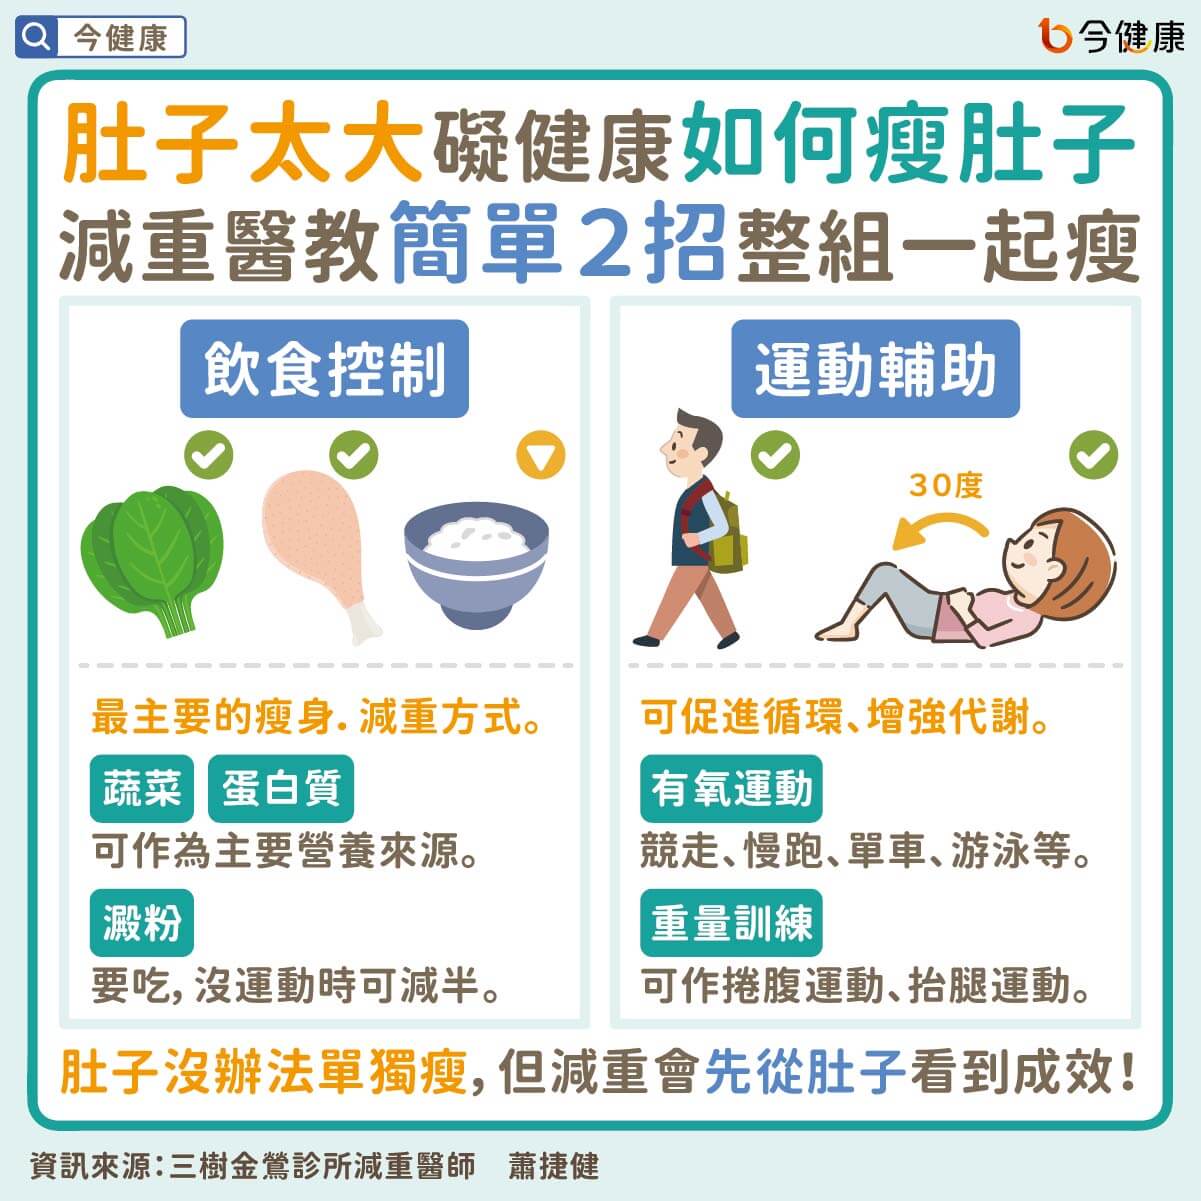 今健康
今健康
肚子太大礙健康如何瘦肚子
減重醫教簡單2招整組一起瘦
飲食控制
最主要的瘦身.減重方式。
蔬菜 蛋白質
可作為主要營養來源。
澱粉
要吃,沒運動時可減半。
運動輔助
30度
可促進循環、增強代謝。
有氧運動
競走、慢跑、單車、游泳等。
重量訓練
可作捲腹運動、抬腿運動。
肚子沒辦法單獨瘦,但減重會先從肚子看到成效!
資訊來源:三樹金鶯診所減重醫師 蕭捷健